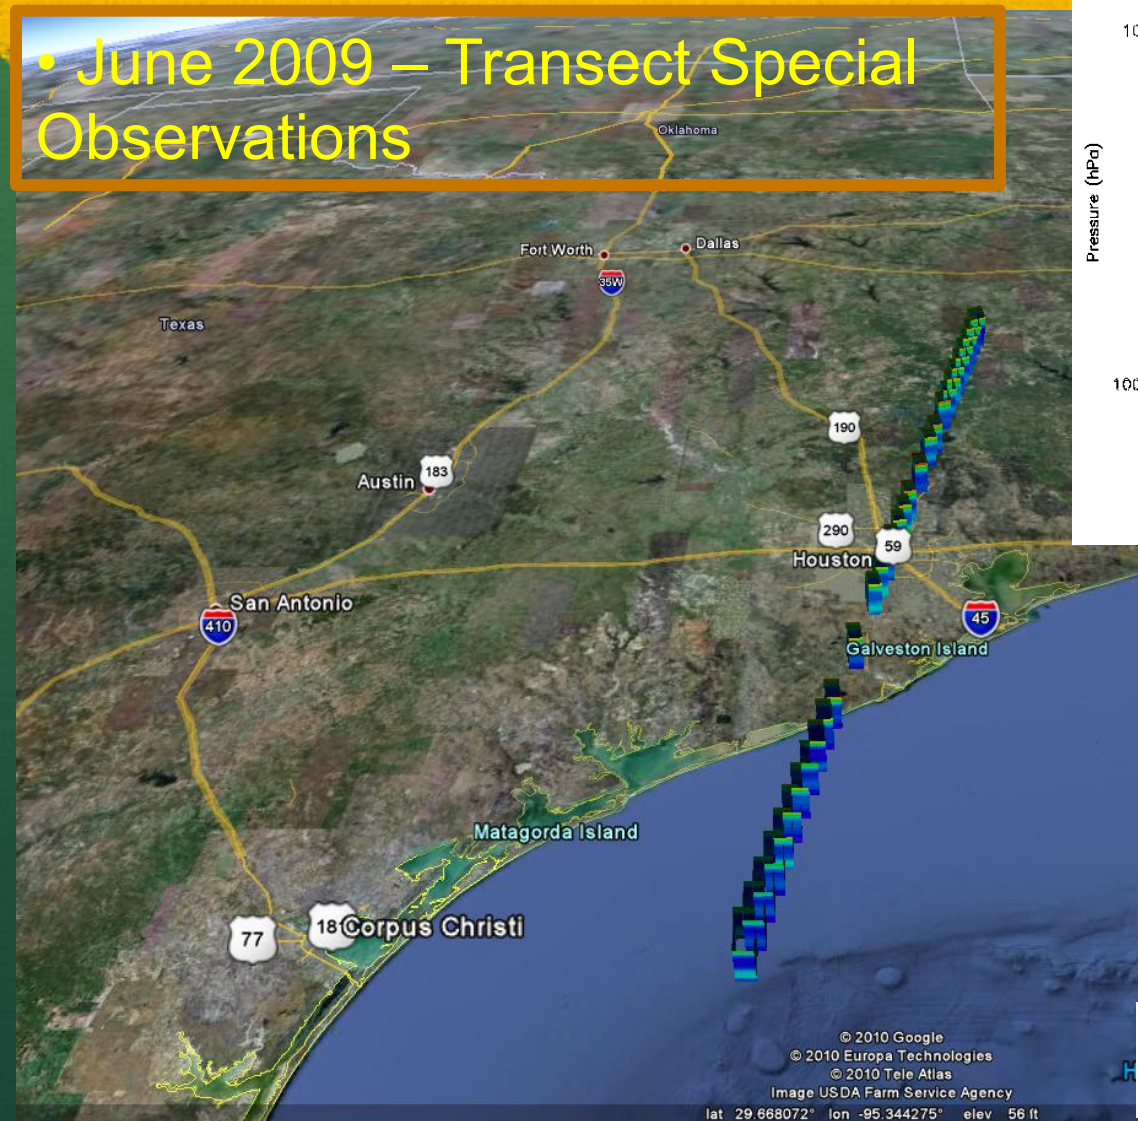 • June 2009 – Transect Special
Observations
Oklahoma
Pressure (hPa)
Fort Worth
Dallas
35W
Texas
190
Austin
183
290
59
Houston
San Antonio
410
45
Galveston Island
Matagorda Island
77
181
Corpus Christi
© 2010 Google
© 2010 Europa Technologies
© 2010 Tele Atlas
Image USDA Farm Service Agency
lat 29.668072° lon -95.344275° elev 56 ft